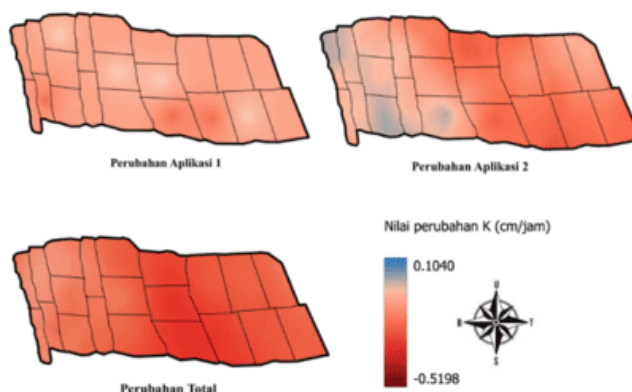 Perubahan Aplikasi 1
Perubahan Aplikasi 2
Perubahan Total
Nilai perubahan K (cm/jam)
0.1040
-0.5198
U
B
T
S